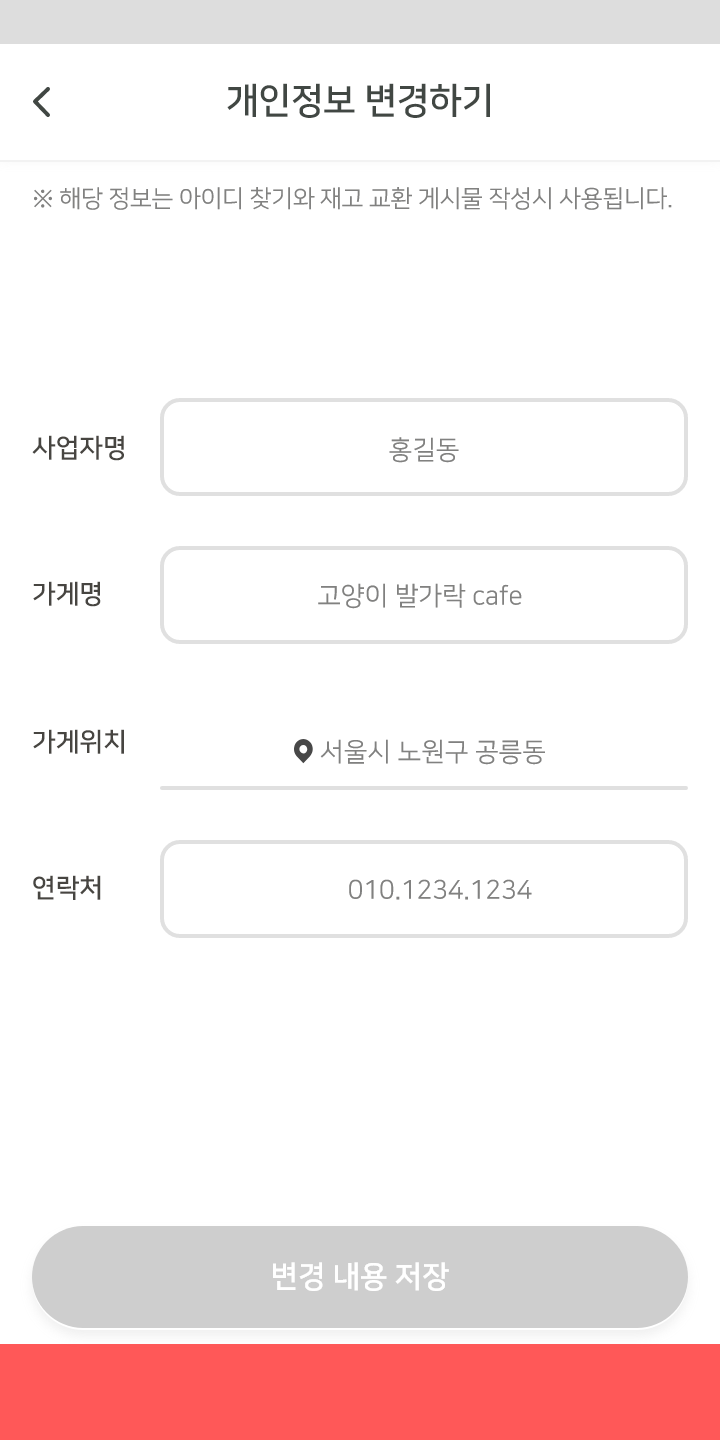 개인정보 변경하기
※ 해당 정보는 아이디 찾기와 재고 교환 게시물 작성시 사용됩니다.
사업자명
홍길동
가게명
고양이 발가락 cafe
가게위치
서울시 노원구 공릉동
연락처
010.1234.1234
변경 내용 저장